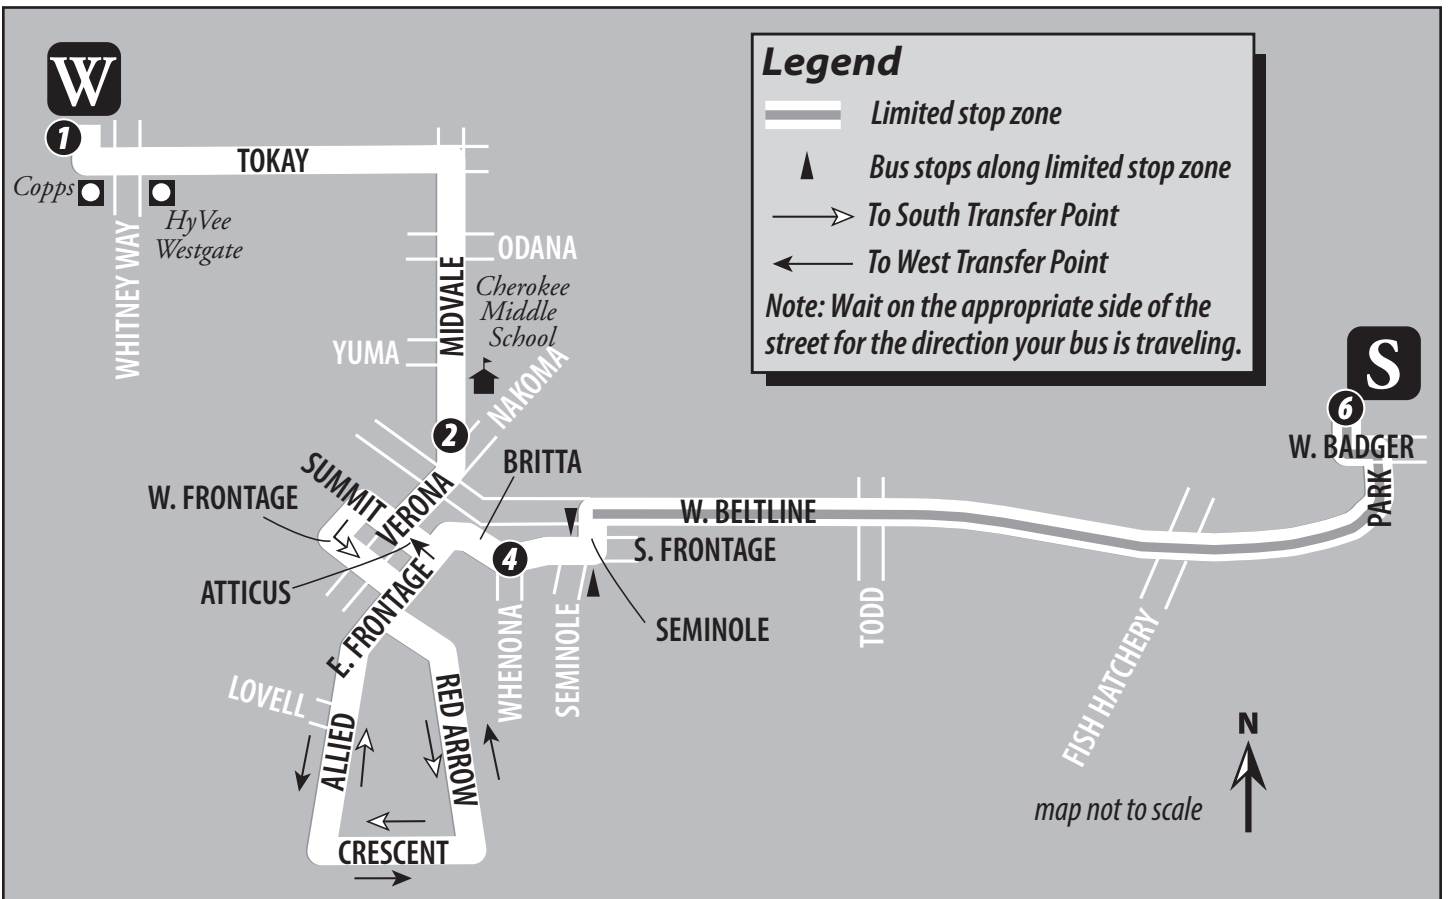 W
1
TOKAY
Copps
HyVee
Westgate
WHITNEY WAY
ODANA
MIDVALE
Cherokee
Middle
School
YUMA
NAKOMA
2
Legend
Limited stop zone
Bus stops along limited stop zone
To South Transfer Point
To West Transfer Point
Note: Wait on the appropriate side of the
street for the direction your bus is traveling.
S
6
W. BADGER
PARK
SUMMIT
W. FRONTAGE
VERONA
BRITTA
4
W. BELTLINE
S. FRONTAGE
ATTICUS
E. FRONTAGE
SEMINOLE
WHENONA
SEMINOLE
TODD
FISH HATCHERY
LOVELL
ALLIED
RED ARROW
CRESCENT
N
map not to scale